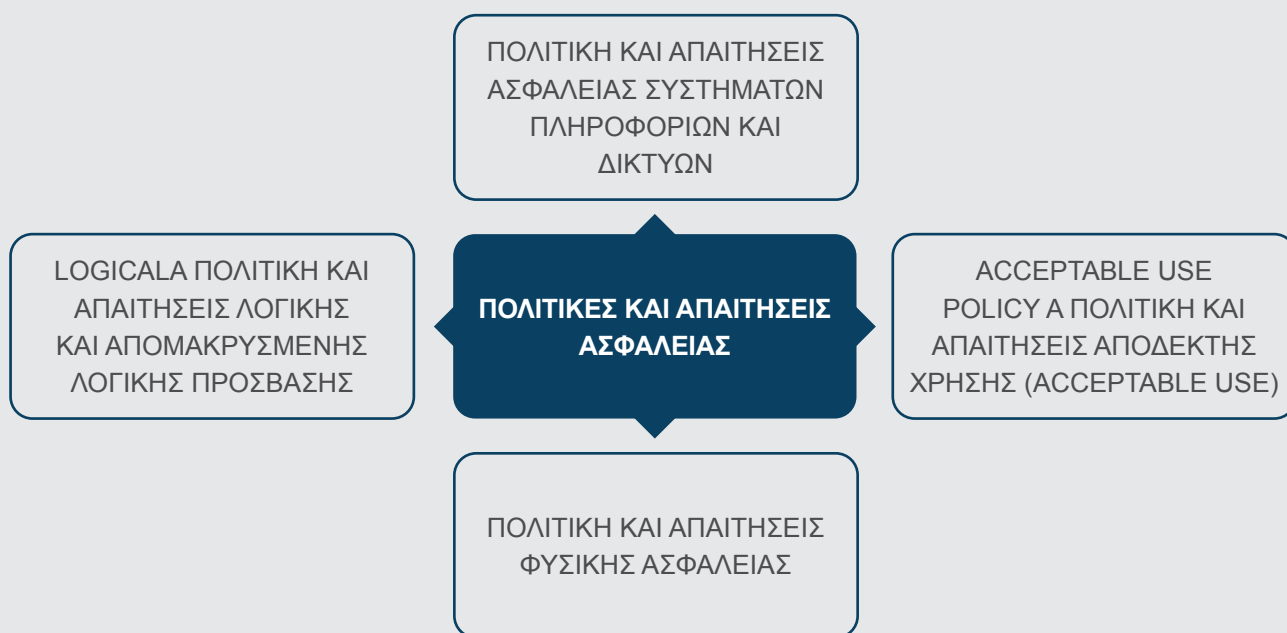 ΠΟΛΙΤΙΚΗ ΚΑΙ ΑΠΑΙΤΗΣΕΙΣ
ΑΣΦΑΛΕΙΑΣ ΣΥΣΤΗΜΑΤΩΝ
ΠΛΗΡΟΦΟΡΙΩΝ ΚΑΙ
ΔΙΚΤΥΩΝ
LOGICALA ΠΟΛΙΤΙΚΗ ΚΑΙ
ΑΠΑΙΤΗΣΕΙΣ ΛΟΓΙΚΗΣ
ΚΑΙ ΑΠΟΜΑΚΡΥΣΜΕΝΗΣ
ΛΟΓΙΚΗΣ ΠΡΟΣΒΑΣΗΣ
ΠΟΛΙΤΙΚΕΣ ΚΑΙ ΑΠΑΙΤΗΣΕΙΣ
ΑΣΦΑΛΕΙΑΣ
ACCEPTABLE USE
POLICY Α ΠΟΛΙΤΙΚΗ ΚΑΙ
ΑΠΑΙΤΗΣΕΙΣ ΑΠΟΔΕΚΤΗΣ
ΧΡΗΣΗΣ (ACCEPTABLE USE)
ΠΟΛΙΤΙΚΗ ΚΑΙ ΑΠΑΙΤΗΣΕΙΣ
ΦΥΣΙΚΗΣ ΑΣΦΑΛΕΙΑΣ